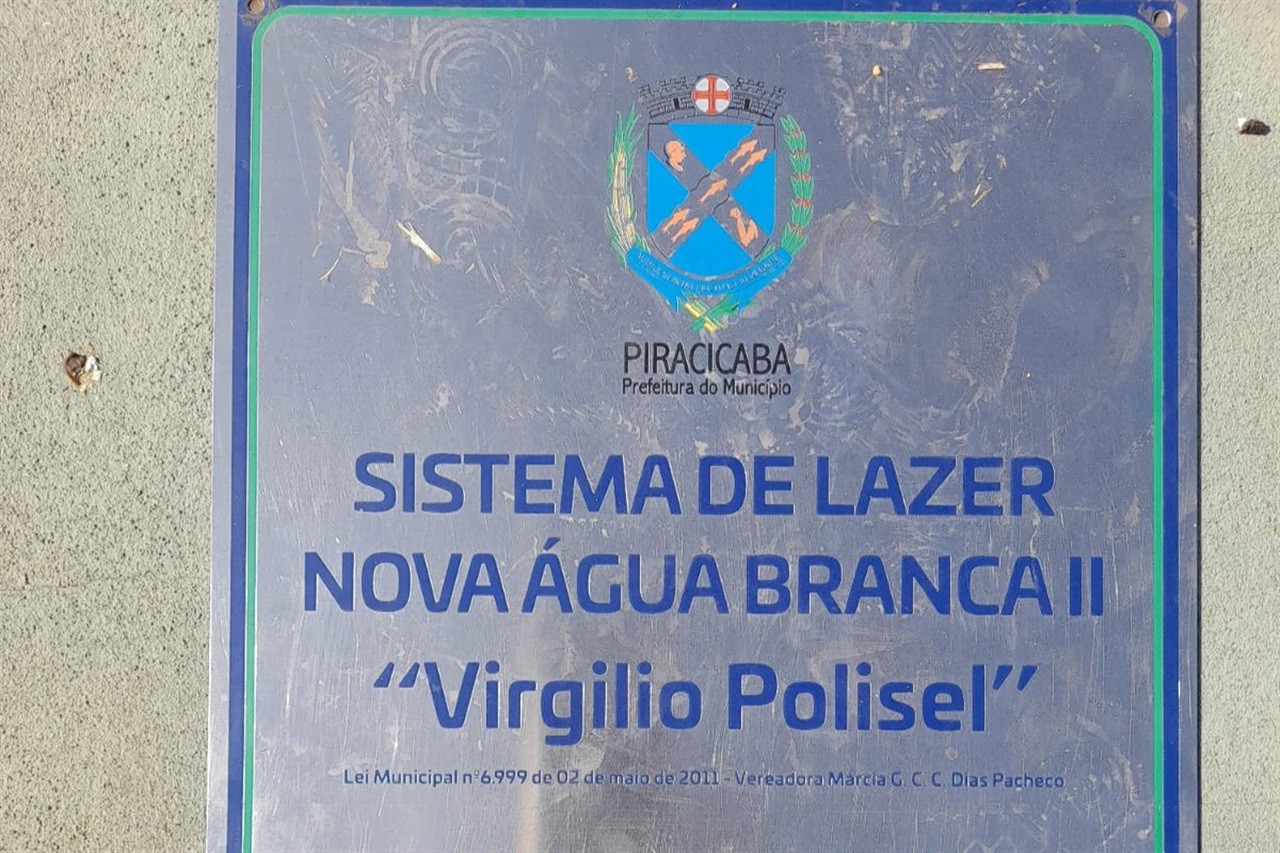 PIRACICABA
Prefeitura do Município
SISTEMA DE LAZER
NOVA ÁGUA BRANCA II
“Virgilio Polisel”
Lei Municipal nº6.999 de 02 de maio de 2011 - Vereadora Marcia G. C. C. Dias Pacheco